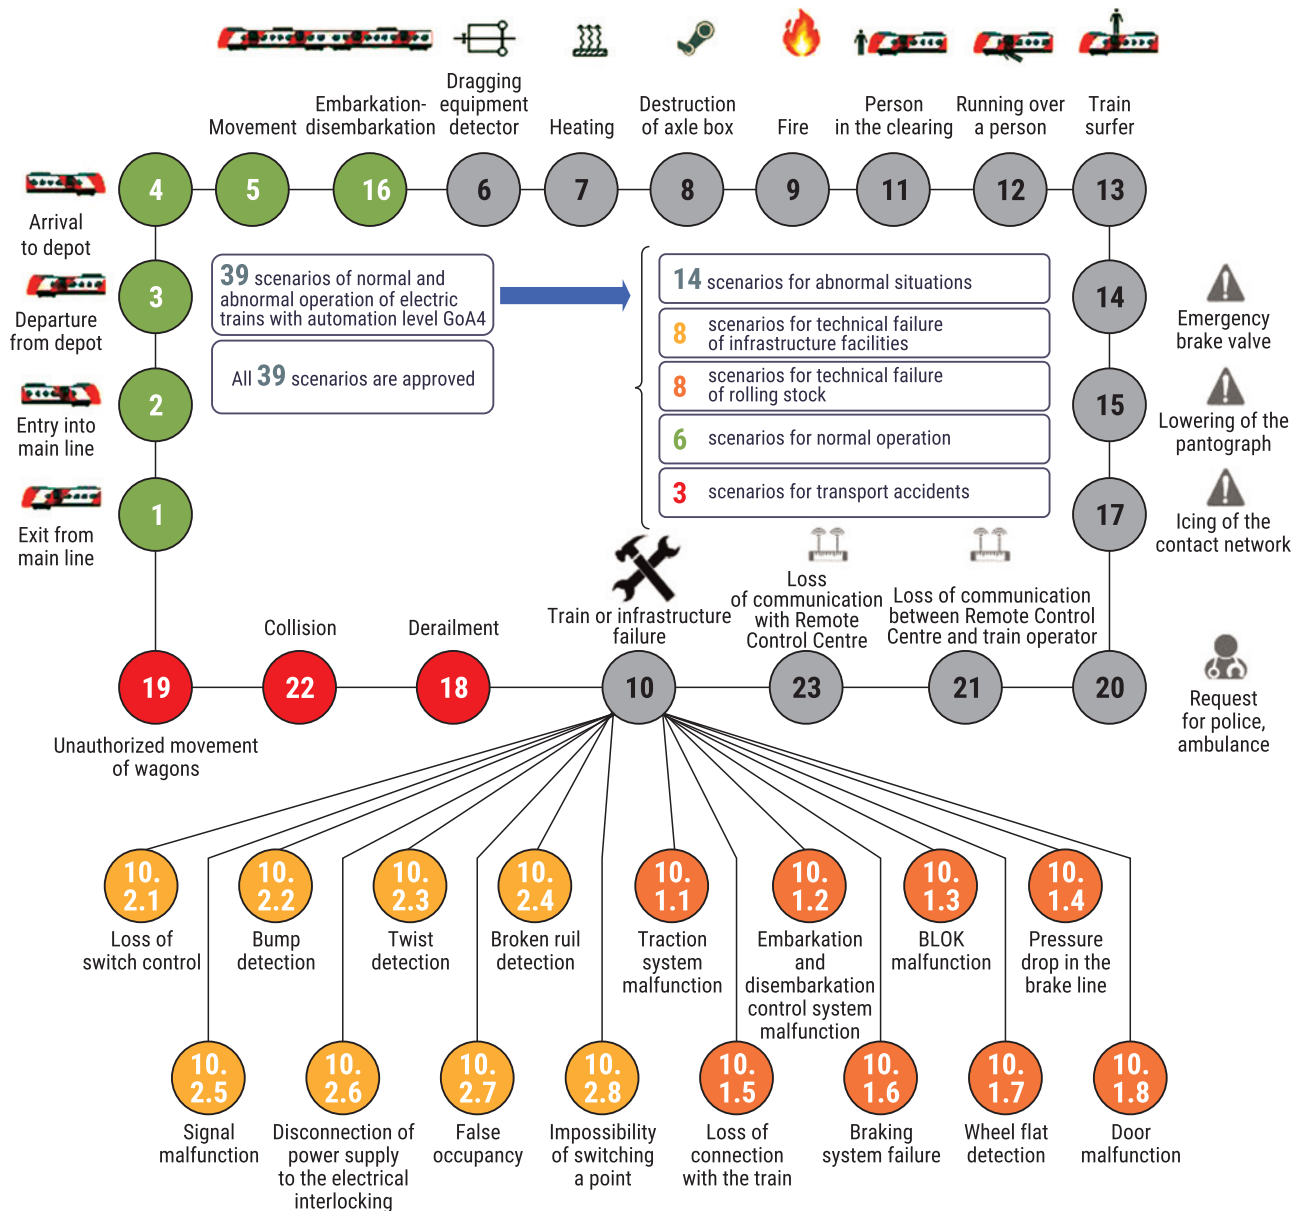 Movement
Embarkation-
disembarkation
Dragging
equipment
detector
Heating
Destruction
of axle box
Fire
Person
in the clearing
Running over
a person
Train
surfer
4
5
16
6
7
8
9
11
12
13
Arrival
to depot
3
Departure
from depot
2
Entry into
main line
1
Exit from
main line
39 scenarios of normal and
abnormal operation of electric
trains with automation level GoA4
All 39 scenarios are approved
14 scenarios for abnormal situations
8 scenarios for technical failure
of infrastructure facilities
8 scenarios for technical failure
of rolling stock
6 scenarios for normal operation
3 scenarios for transport accidents
14
Emergency
brake valve
15
Lowering of the
pantograph
17
Icing of the
contact network
Collision
Derailment
Train or infrastructure
failure
Loss
of communication
with Remote
Control Centre
Loss of communication
between Remote Control
Centre and train operator
19
22
18
10
23
21
20
Unauthorized movement
of wagons
Request
for police,
ambulance
10.
2.1
Loss of
switch control
10.
2.2
Bump
detection
10.
2.3
Twist
detection
10.
2.4
Broken ruil
detection
10.
1.1
Traction
system
malfunction
10.
1.2
Embarkation
and
disembarkation
control system
malfunction
10.
1.3
BLOK
malfunction
10.
1.4
Pressure
drop in the
brake line
10.
2.5
Signal
malfunction
10.
2.6
Disconnection of
power supply
to the electrical
interlocking
10.
2.7
False
occupancy
10.
2.8
Impossibility
of switching
a point
10.
1.5
Loss of
connection
with the train
10.
1.6
Braking
system failure
10.
1.7
Wheel flat
detection
10.
1.8
Door
malfunction